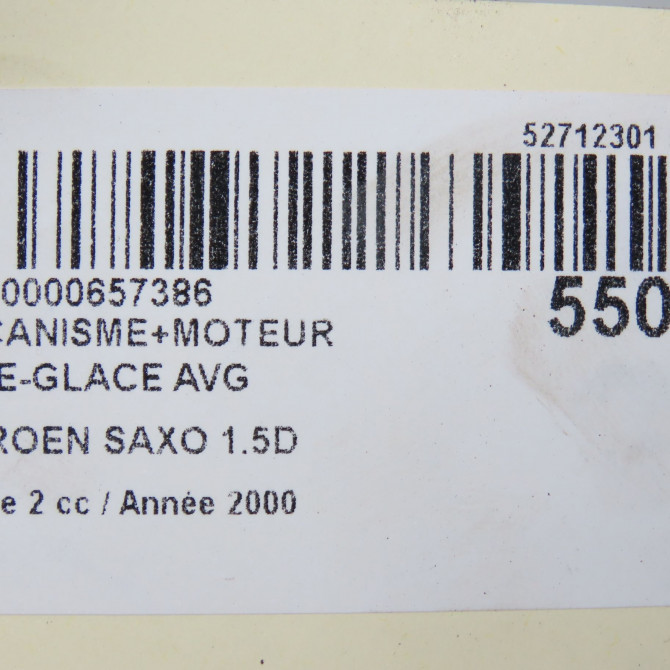 52712301
0000657386
550
CANISME+MOTEUR
E-GLACE AVG
ROEN SAXO 1.5D
e 2 cc / Année 2000